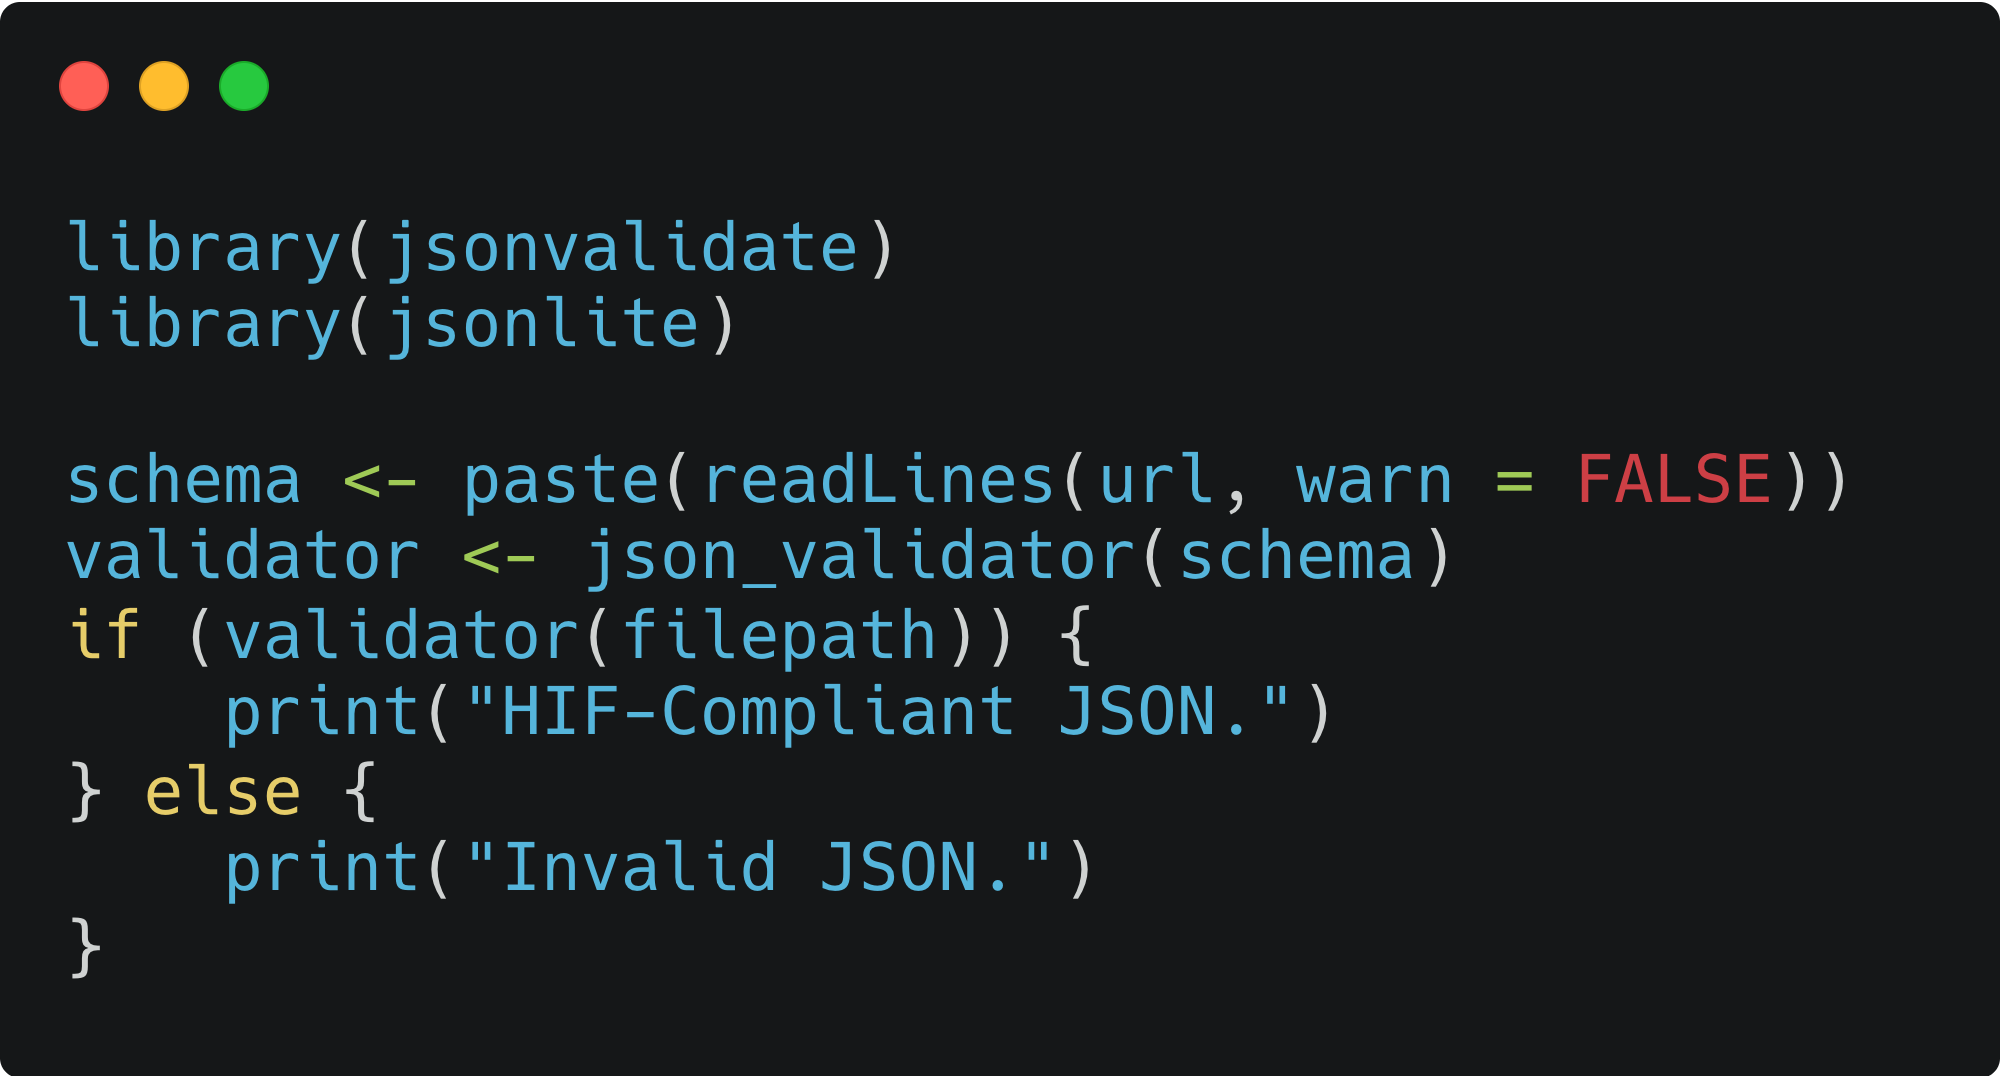 library(jsonvalidate)
library(jsonlite)

schema <- paste(readLines(url, warn = FALSE))
validator <- json_validator(schema)
if (validator(filepath)) {
    print("HIF-Compliant JSON.")
} else {
    print("Invalid JSON.")
}